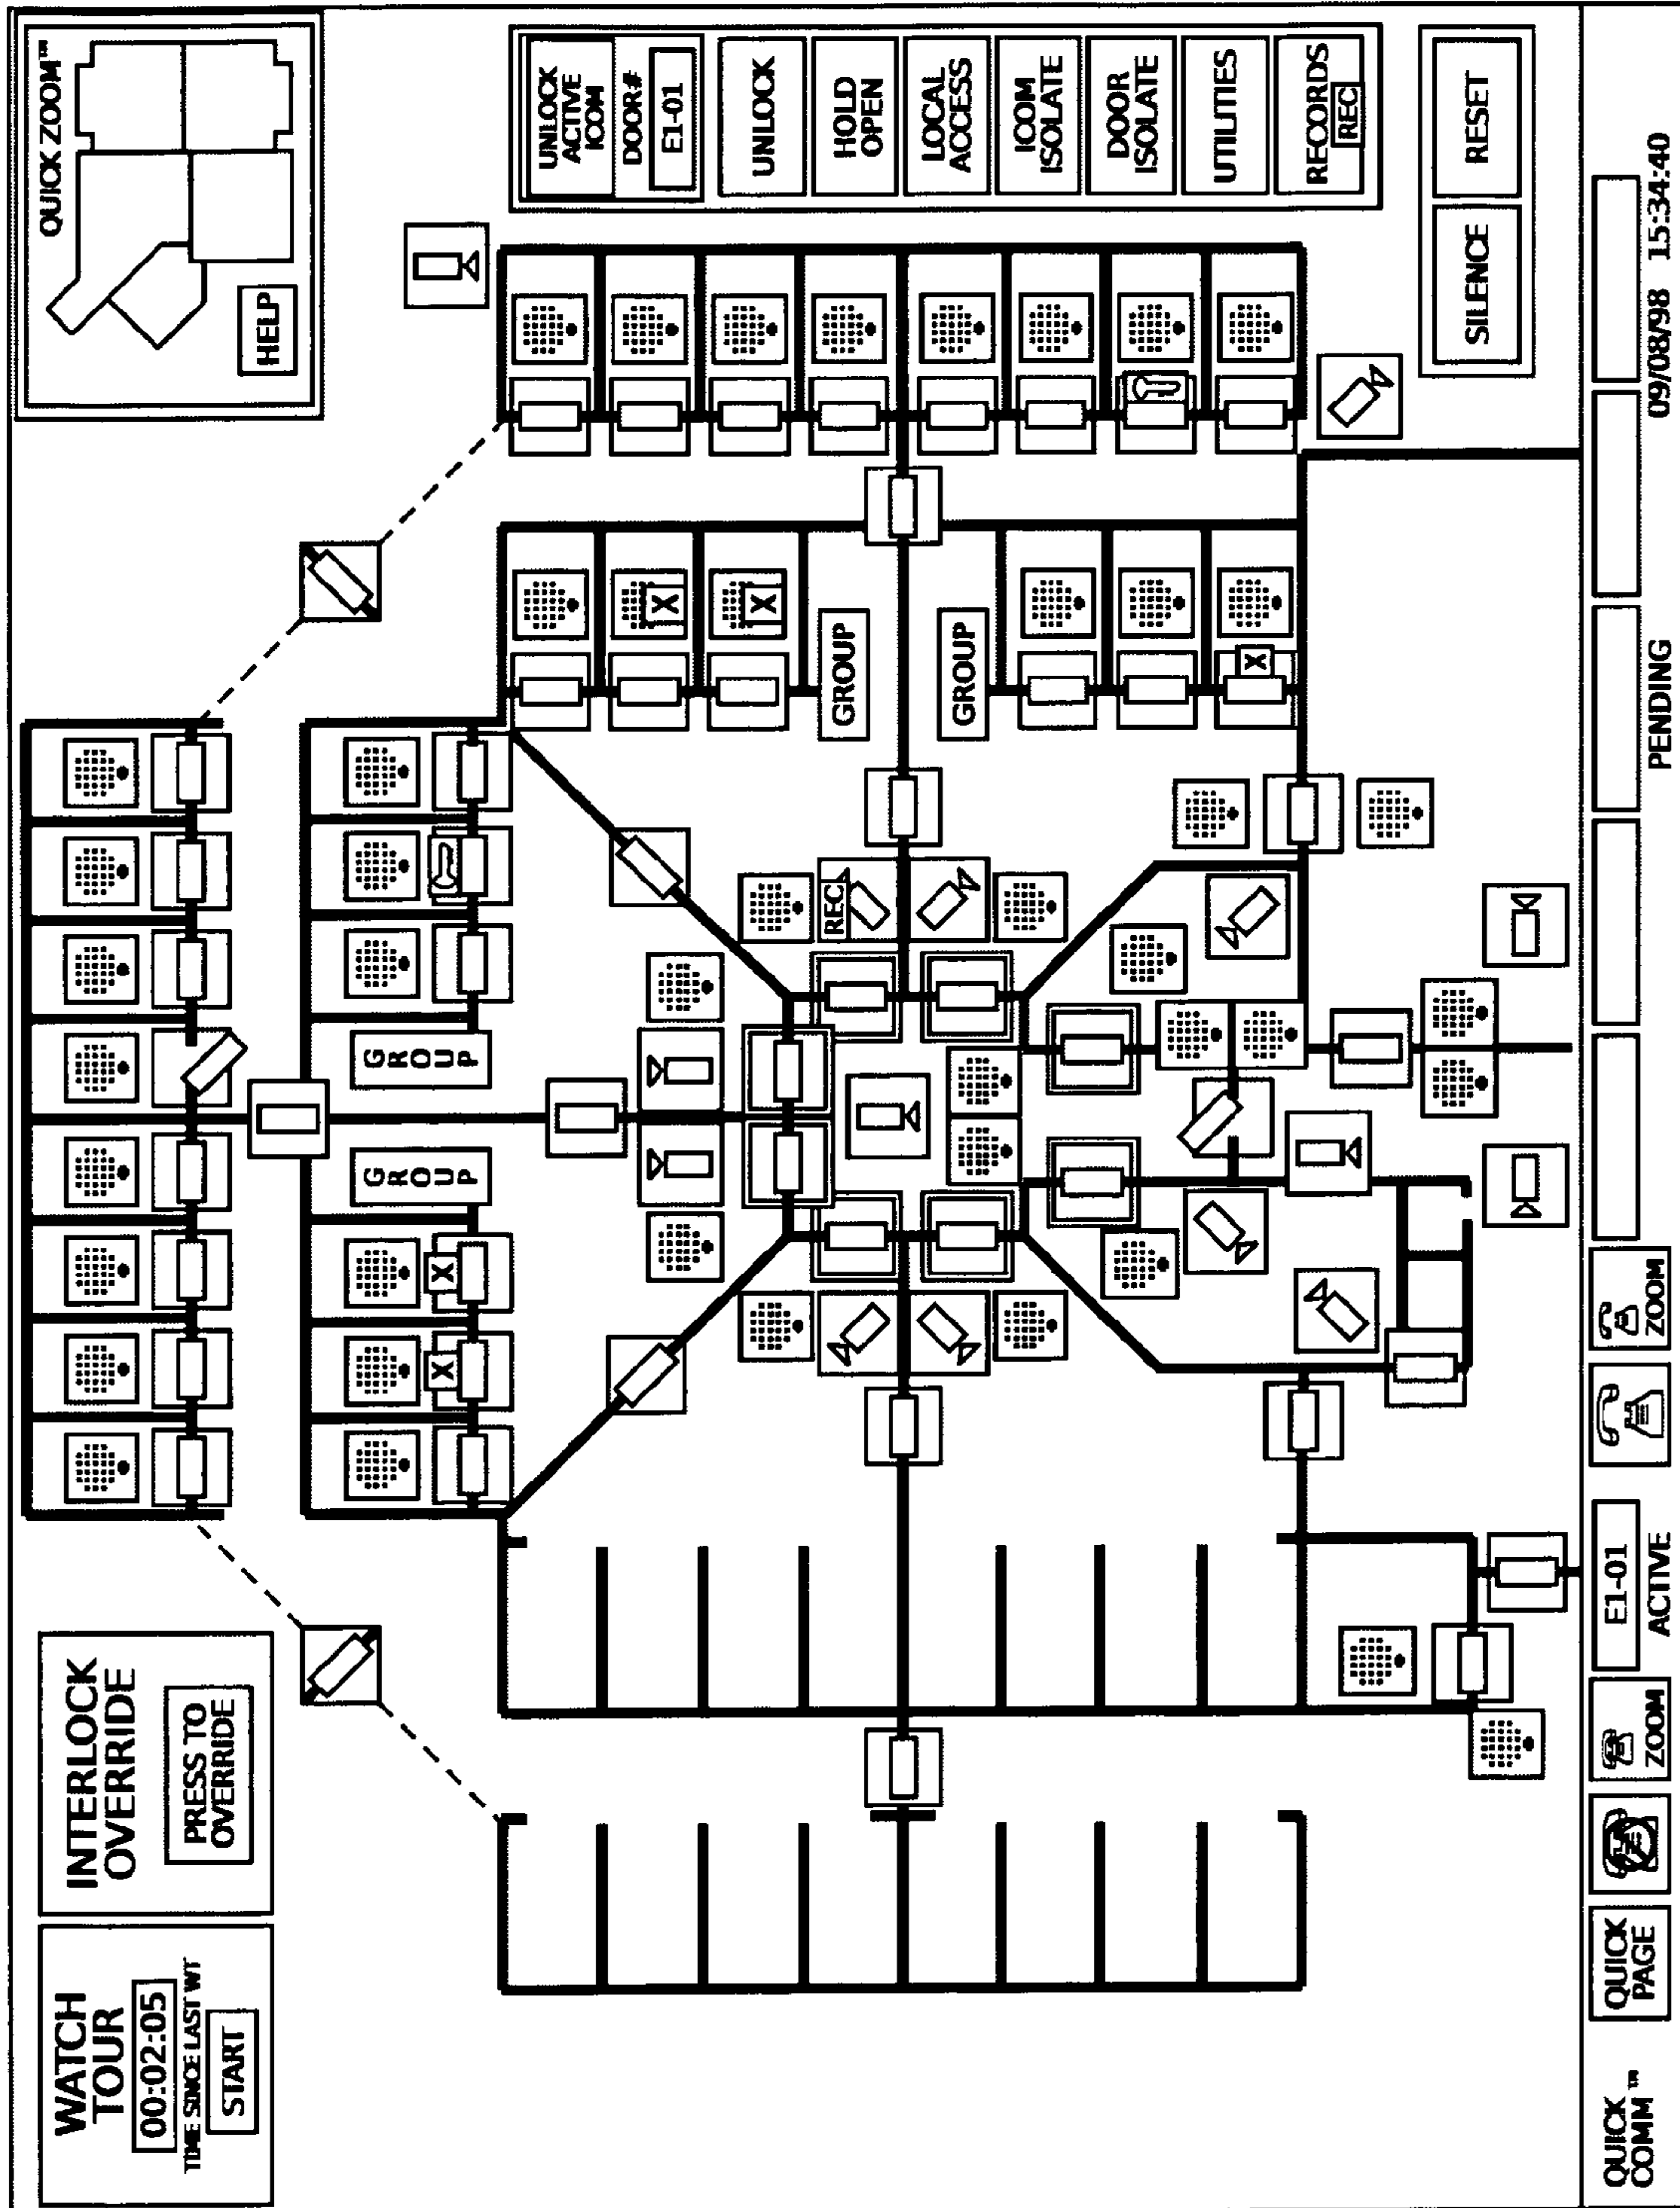 WATCH
TOUR
00:02:05
TIME SINCE LAST WT
START
INTERLOCK
OVERRIDE
PRESS TO
OVERRIDE
QUICK ZOOM™
HELP
UNLOCK
ACTIVE
ICOM
DOOR#
E1-01
UNLOCK
HOLD
OPEN
LOCAL
ACCESS
ICOM
ISOLATE
DOOR
ISOLATE
UTILITIES
RECORDS
REC
SILENCE
RESET
GROUP
GROUP
X
X
X
X
GROUP
GROUP
X
REC
QUICK
COMM™
QUICK
PAGE
ZOOM
E1-01
ACTIVE
ZOOM
PENDING
09/08/98 15:34:40